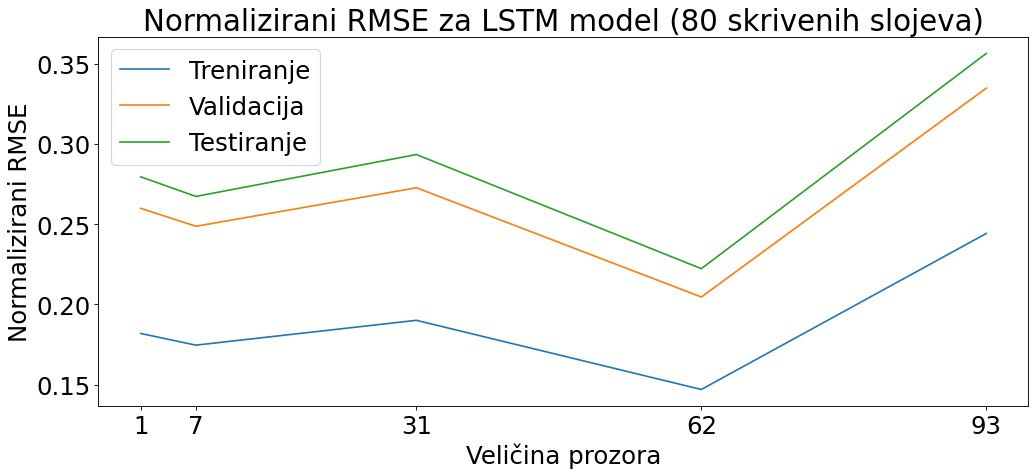 Normalizirani RMSE za LSTM model (80 skrivenih slojeva)
Treniranje
Validacija
Testiranje
Normalizirani RMSE
0.35
0.30
0.25
0.20
0.15
1 7 31 62 93
Veličina prozora